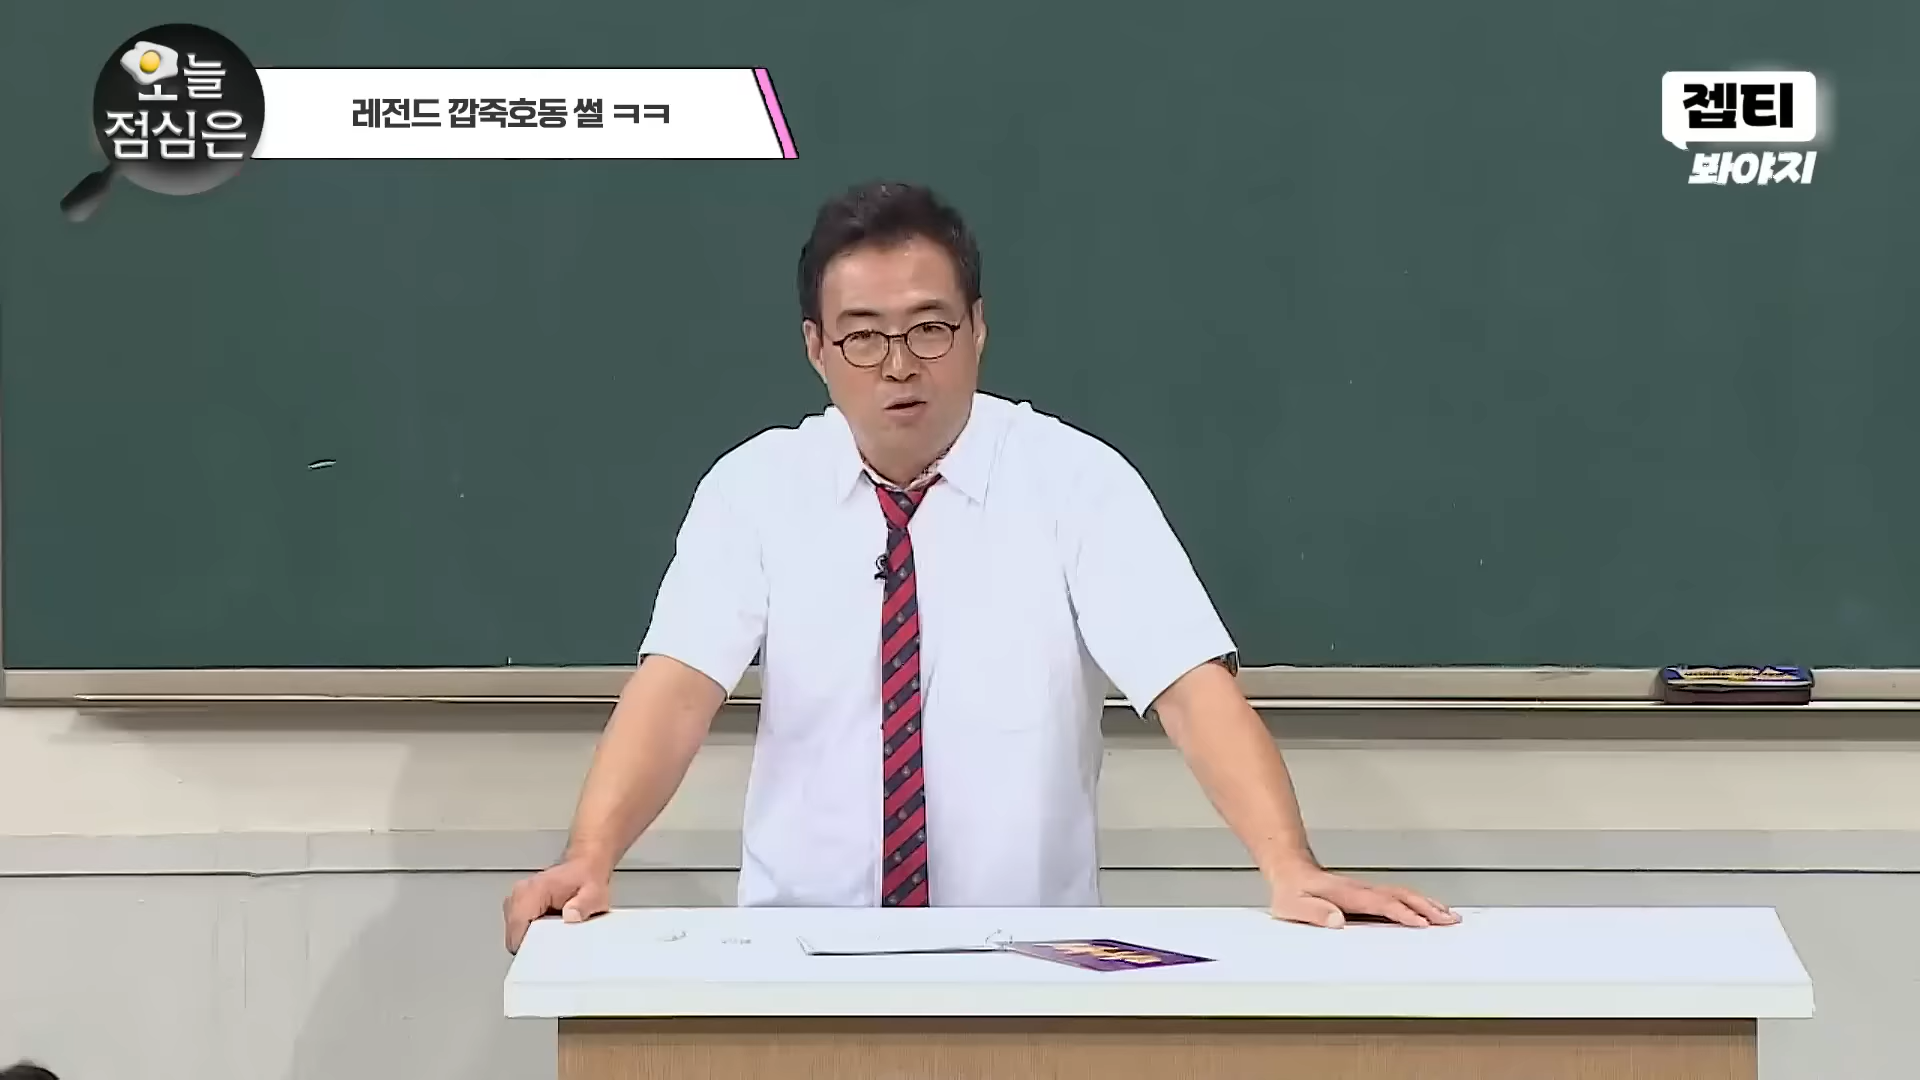 오늘
점심은
레전드 깝죽호동 썰 ㅋㅋ
젭티
봐야지